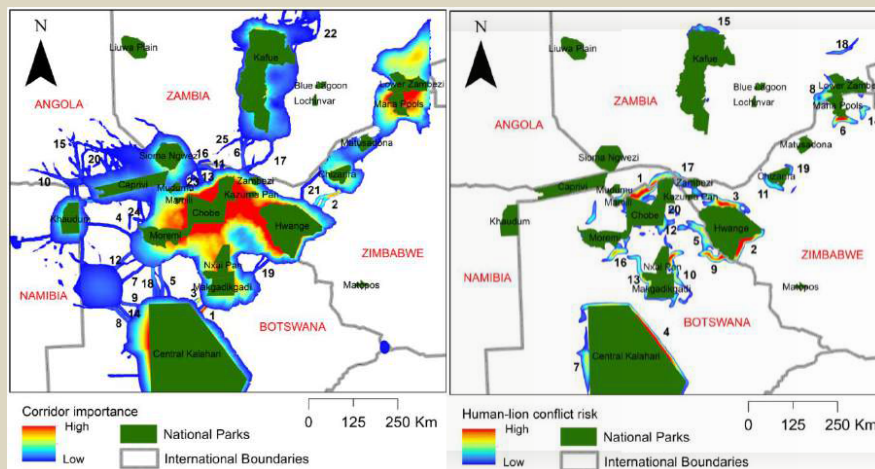 N
22
Liuwa Plain
Kafue
ZAMBIA
Blue Lagoon
Lochinvar
Lower Zambezi
Mana Pools
ANGOLA
15
20
Sioma Ngwezi
25
16
11
6
17
Matusadona
Chizarira
10
Caprivi
Mudumu
23
13
Zambezi
Kazuma Pan
21
2
Mamili
Chobe
Khaudum
4
24
Moremi
Hwange
12
Nxai Pan
19
ZIMBABWE
NAMIBIA
7
18
5
3
Makgadikgadi
Matopos
9
14
8
1
BOTSWANA
Central Kalahari
Corridor importance
High
Low
National Parks
International Boundaries
0 125 250 Km
N
15
Liuwa Plain
Kafue
18
ZAMBIA
Blue Lagoon
Lochinvar
8
Lower Zambezi
Mana Pools
14
6
ANGOLA
Matusadona
Sioma Ngwezi
17
Chizarira
19
11
Caprivi
Mudumu
1
Zambezi
Kazuma Pan
Mamili
3
Khaudum
Chobe
20
Hwange
Moremi
12
5
2
ZIMBABWE
16
Nxai Pan
9
NAMIBIA
13
10
Makgadikgadi
Matopos
BOTSWANA
4
Central Kalahari
7
Human-lion conflict risk
High
Low
National Parks
International Boundaries
0 125 250 Km